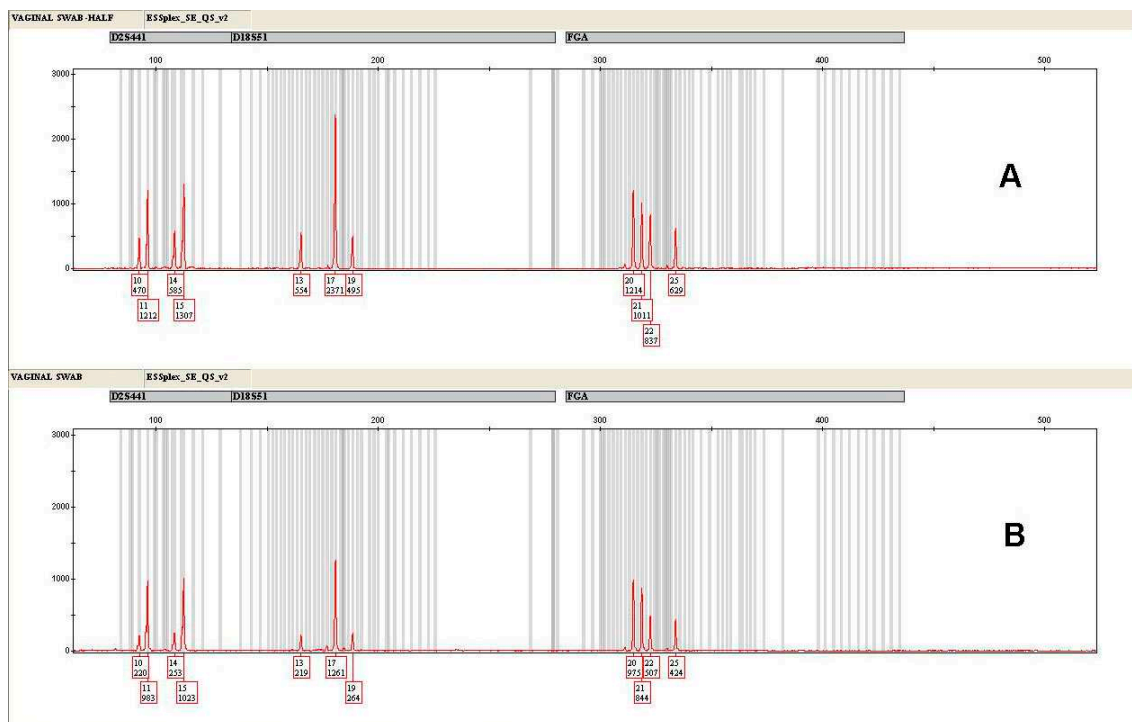 VAGINAL SWAB -HALF ESSplex_SE_QS_v2
D2S441 D18S51 FGA
100 200 300 400 500
3000
2000
1000
0
A
10 14 13 17 19 20 25
470 585 554 2371 495 1214 629
11 15 21
1212 1307 1011
22
837
VAGINAL SWAB ESSplex_SE_QS_v2
D2S441 D18S51 FGA
100 200 300 400 500
3000
2000
1000
0
B
10 14 13 17 20 22 25
220 253 219 1261 975 507 424
11 15 19 21
983 1023 264 844